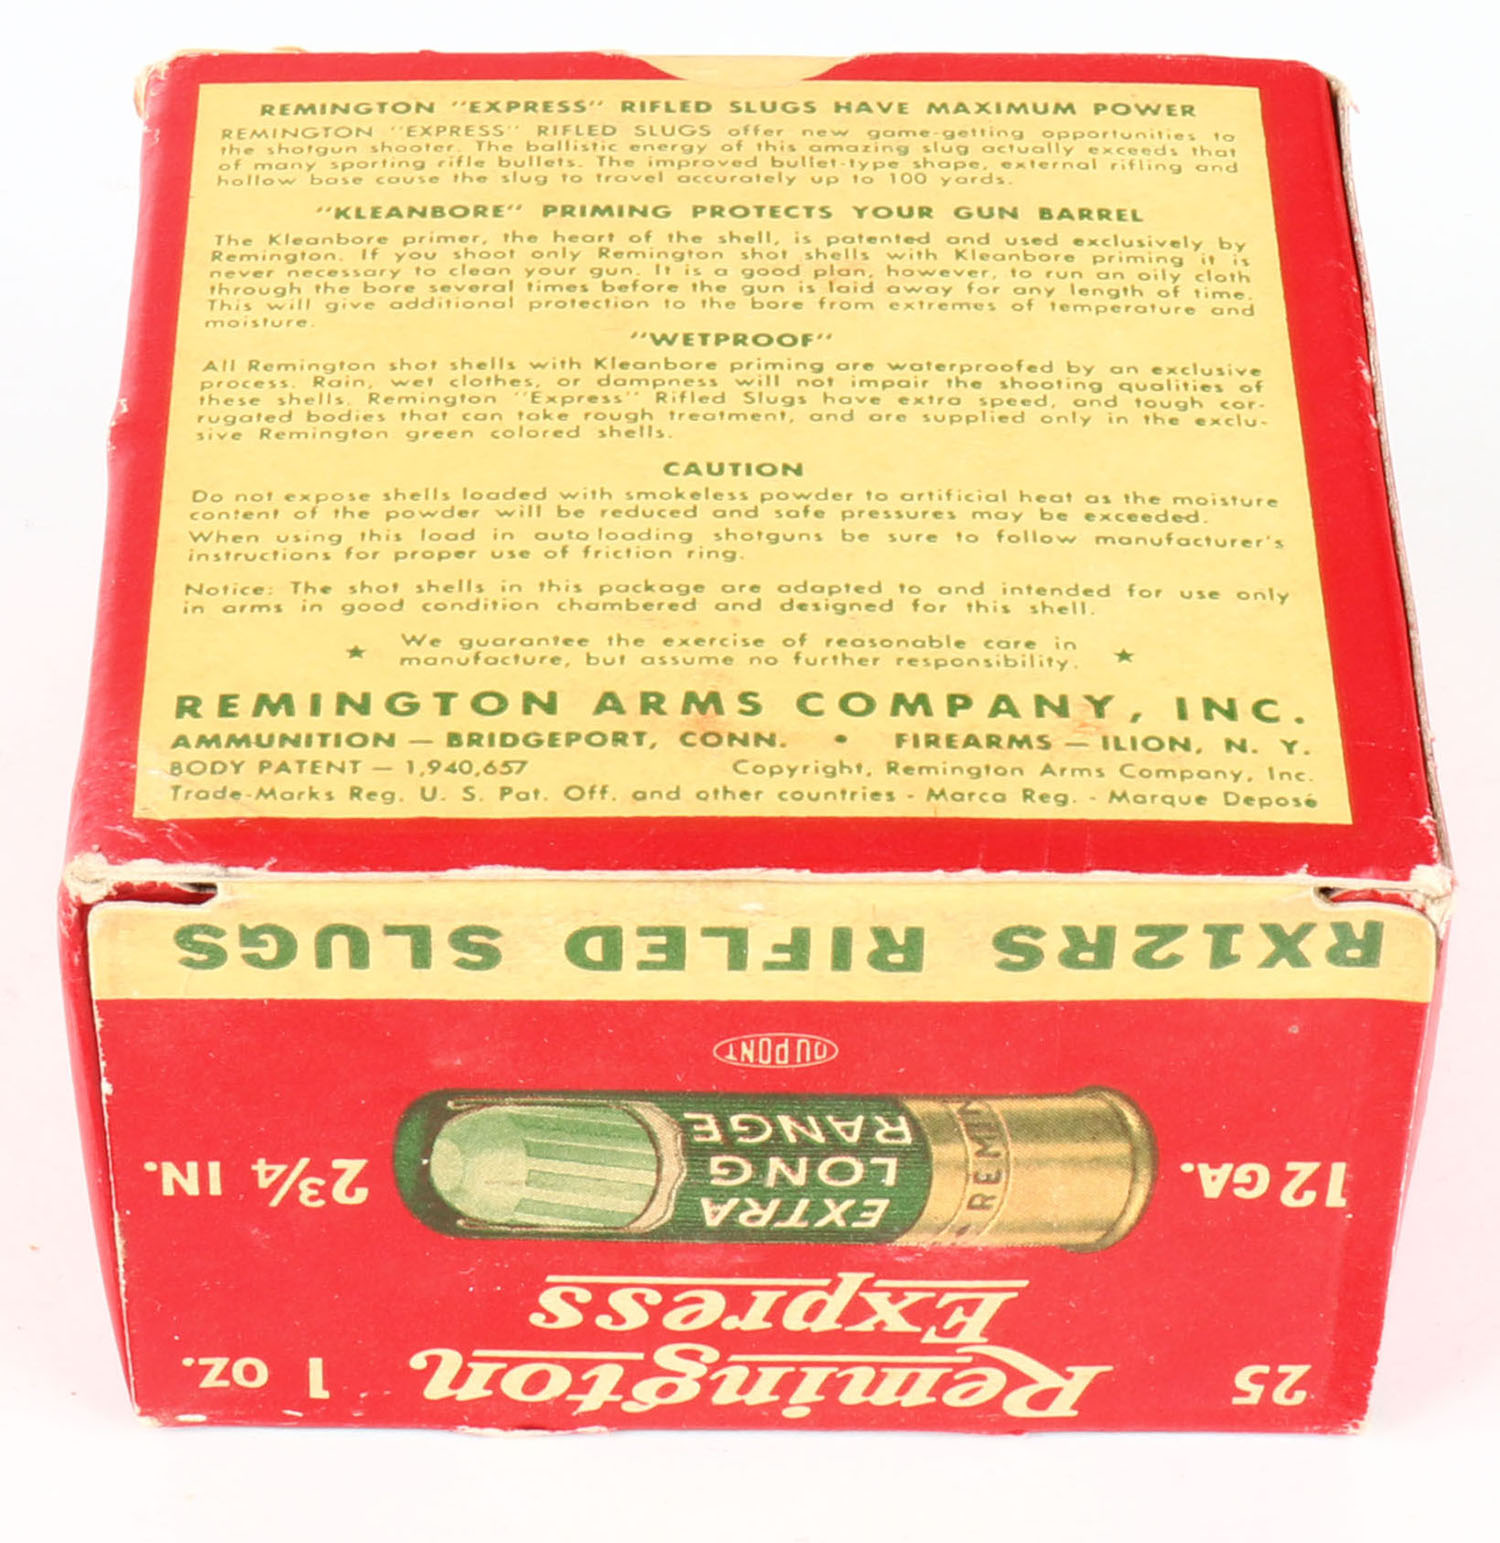 REMINGTON "EXPRESS" RIFLED SLUGS HAVE MAXIMUM POWER
REMINGTON "EXPRESS" RIFLED SLUGS offer new game-getting opportunities to
the shotgun shooter. The ballistic energy of this amazing slug actually exceeds that
of many sporting rifle bullets. The improved bullet-type shape, external rifling and
hollow base cause the slug to travel accurately up to 100 yards.
"KLEANBORE" PRIMING PROTECTS YOUR GUN BARREL
The Kleanbore primer, the heart of the shell, is patented and used exclusively by
Remington. If you shoot only Remington shot shells with Kleanbore priming it is
never necessary to clean your gun. It is a good plan, however, to run an oily cloth
through the bore several times before the gun is laid away for any length of time.
This will give additional protection to the bore from extremes of temperature and
moisture.
"WETPROOF"
All Remington shot shells with Kleanbore priming are waterproofed by an exclusive
process. Rain, wet clothes, or dampness will not impair the shooting qualities of
these shells. Remington "Express" Rifled Slugs have extra speed, and tough cor-
rugated bodies that can take rough treatment, and are supplied only in the exclu-
sive Remington green colored shells.
CAUTION
Do not expose shells loaded with smokeless powder to artificial heat as the moisture
content of the powder will be reduced and safe pressures may be exceeded.
When using this load in autoloading shotguns be sure to follow manufacturer's
instructions for proper use of friction ring.
Notice: The shot shells in this package are adapted to and intended for use only
in arms in good condition chambered and designed for this shell.
★ We guarantee the exercise of reasonable care in ★
manufacture, but assume no further responsibility.
REMINGTON ARMS COMPANY, INC.
AMMUNITION — BRIDGEPORT, CONN. • FIREARMS — ILION, N. Y.
BODY PATENT — 1,940,657 Copyright, Remington Arms Company, Inc.
Trade-Marks Reg. U. S. Pat. Off. and other countries - Marca Reg. - Marque Deposé
25 Remington 1 OZ.
Express
12 GA. EXTRA LONG RANGE 2¾ IN.
REMIN
DU PONT
RX12RS RIFLED SLUGS